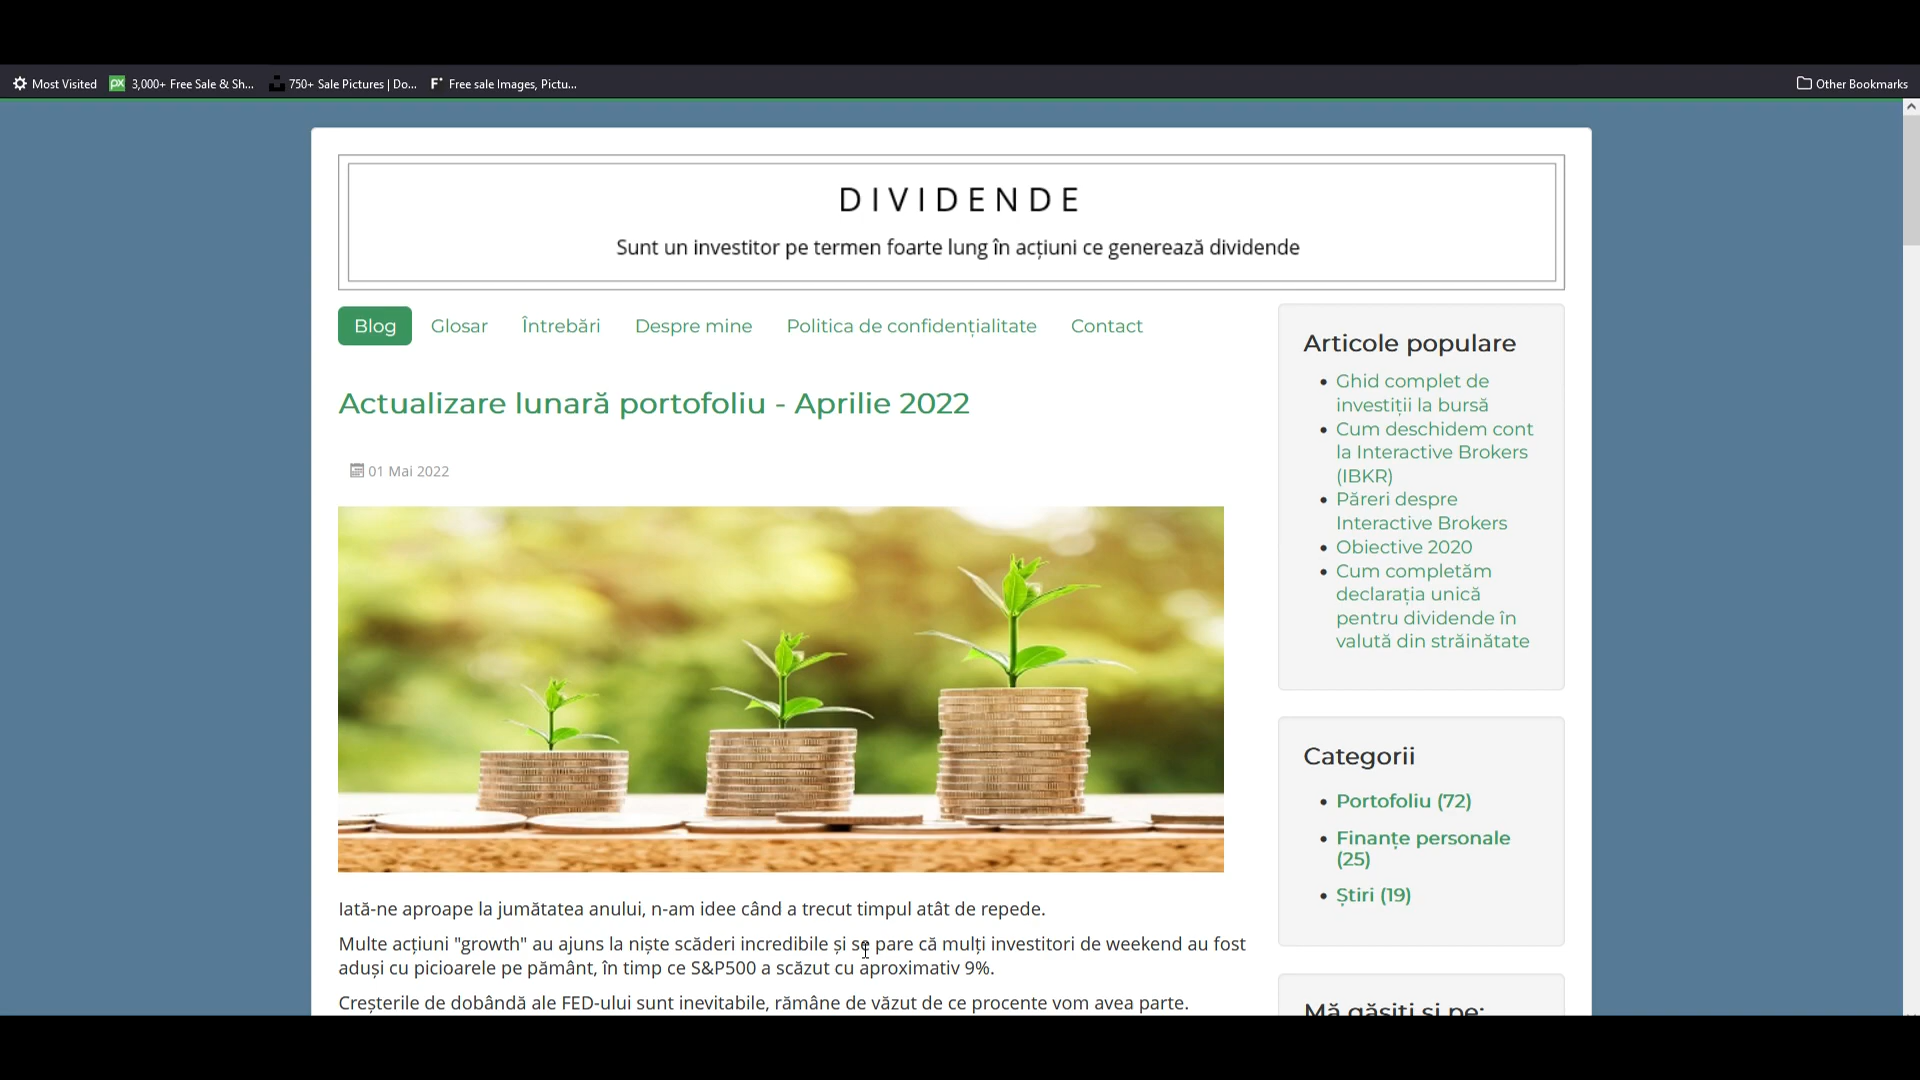 Most Visited
3,000+ Free Sale & Sh...
750+ Sale Pictures | Do...
Free sale Images, Pictu...
Other Bookmarks
DIVIDENDE
Sunt un investitor pe termen foarte lung în acțiuni ce generează dividende
Blog
Glosar
Întrebări
Despre mine
Politica de confidențialitate
Contact
Actualizare lunară portofoliu - Aprilie 2022
01 Mai 2022
Iată-ne aproape la jumătatea anului, n-am idee când a trecut timpul atât de repede.
Multe acțiuni "growth" au ajuns la niște scăderi incredibile și se pare că mulți investitori de weekend au fost
aduși cu picioarele pe pământ, în timp ce S&P500 a scăzut cu aproximativ 9%.
Creșterile de dobândă ale FED-ului sunt inevitabile, rămâne de văzut de ce procente vom avea parte.
Articole populare
Ghid complet de
investiții la bursă
Cum deschidem cont
la Interactive Brokers
(IBKR)
Păreri despre
Interactive Brokers
Obiective 2020
Cum completăm
declarația unică
pentru dividende în
valută din străinătate
Categorii
Portofoliu (72)
Finanțe personale
(25)
Știri (19)
Mă găsiți și pe: